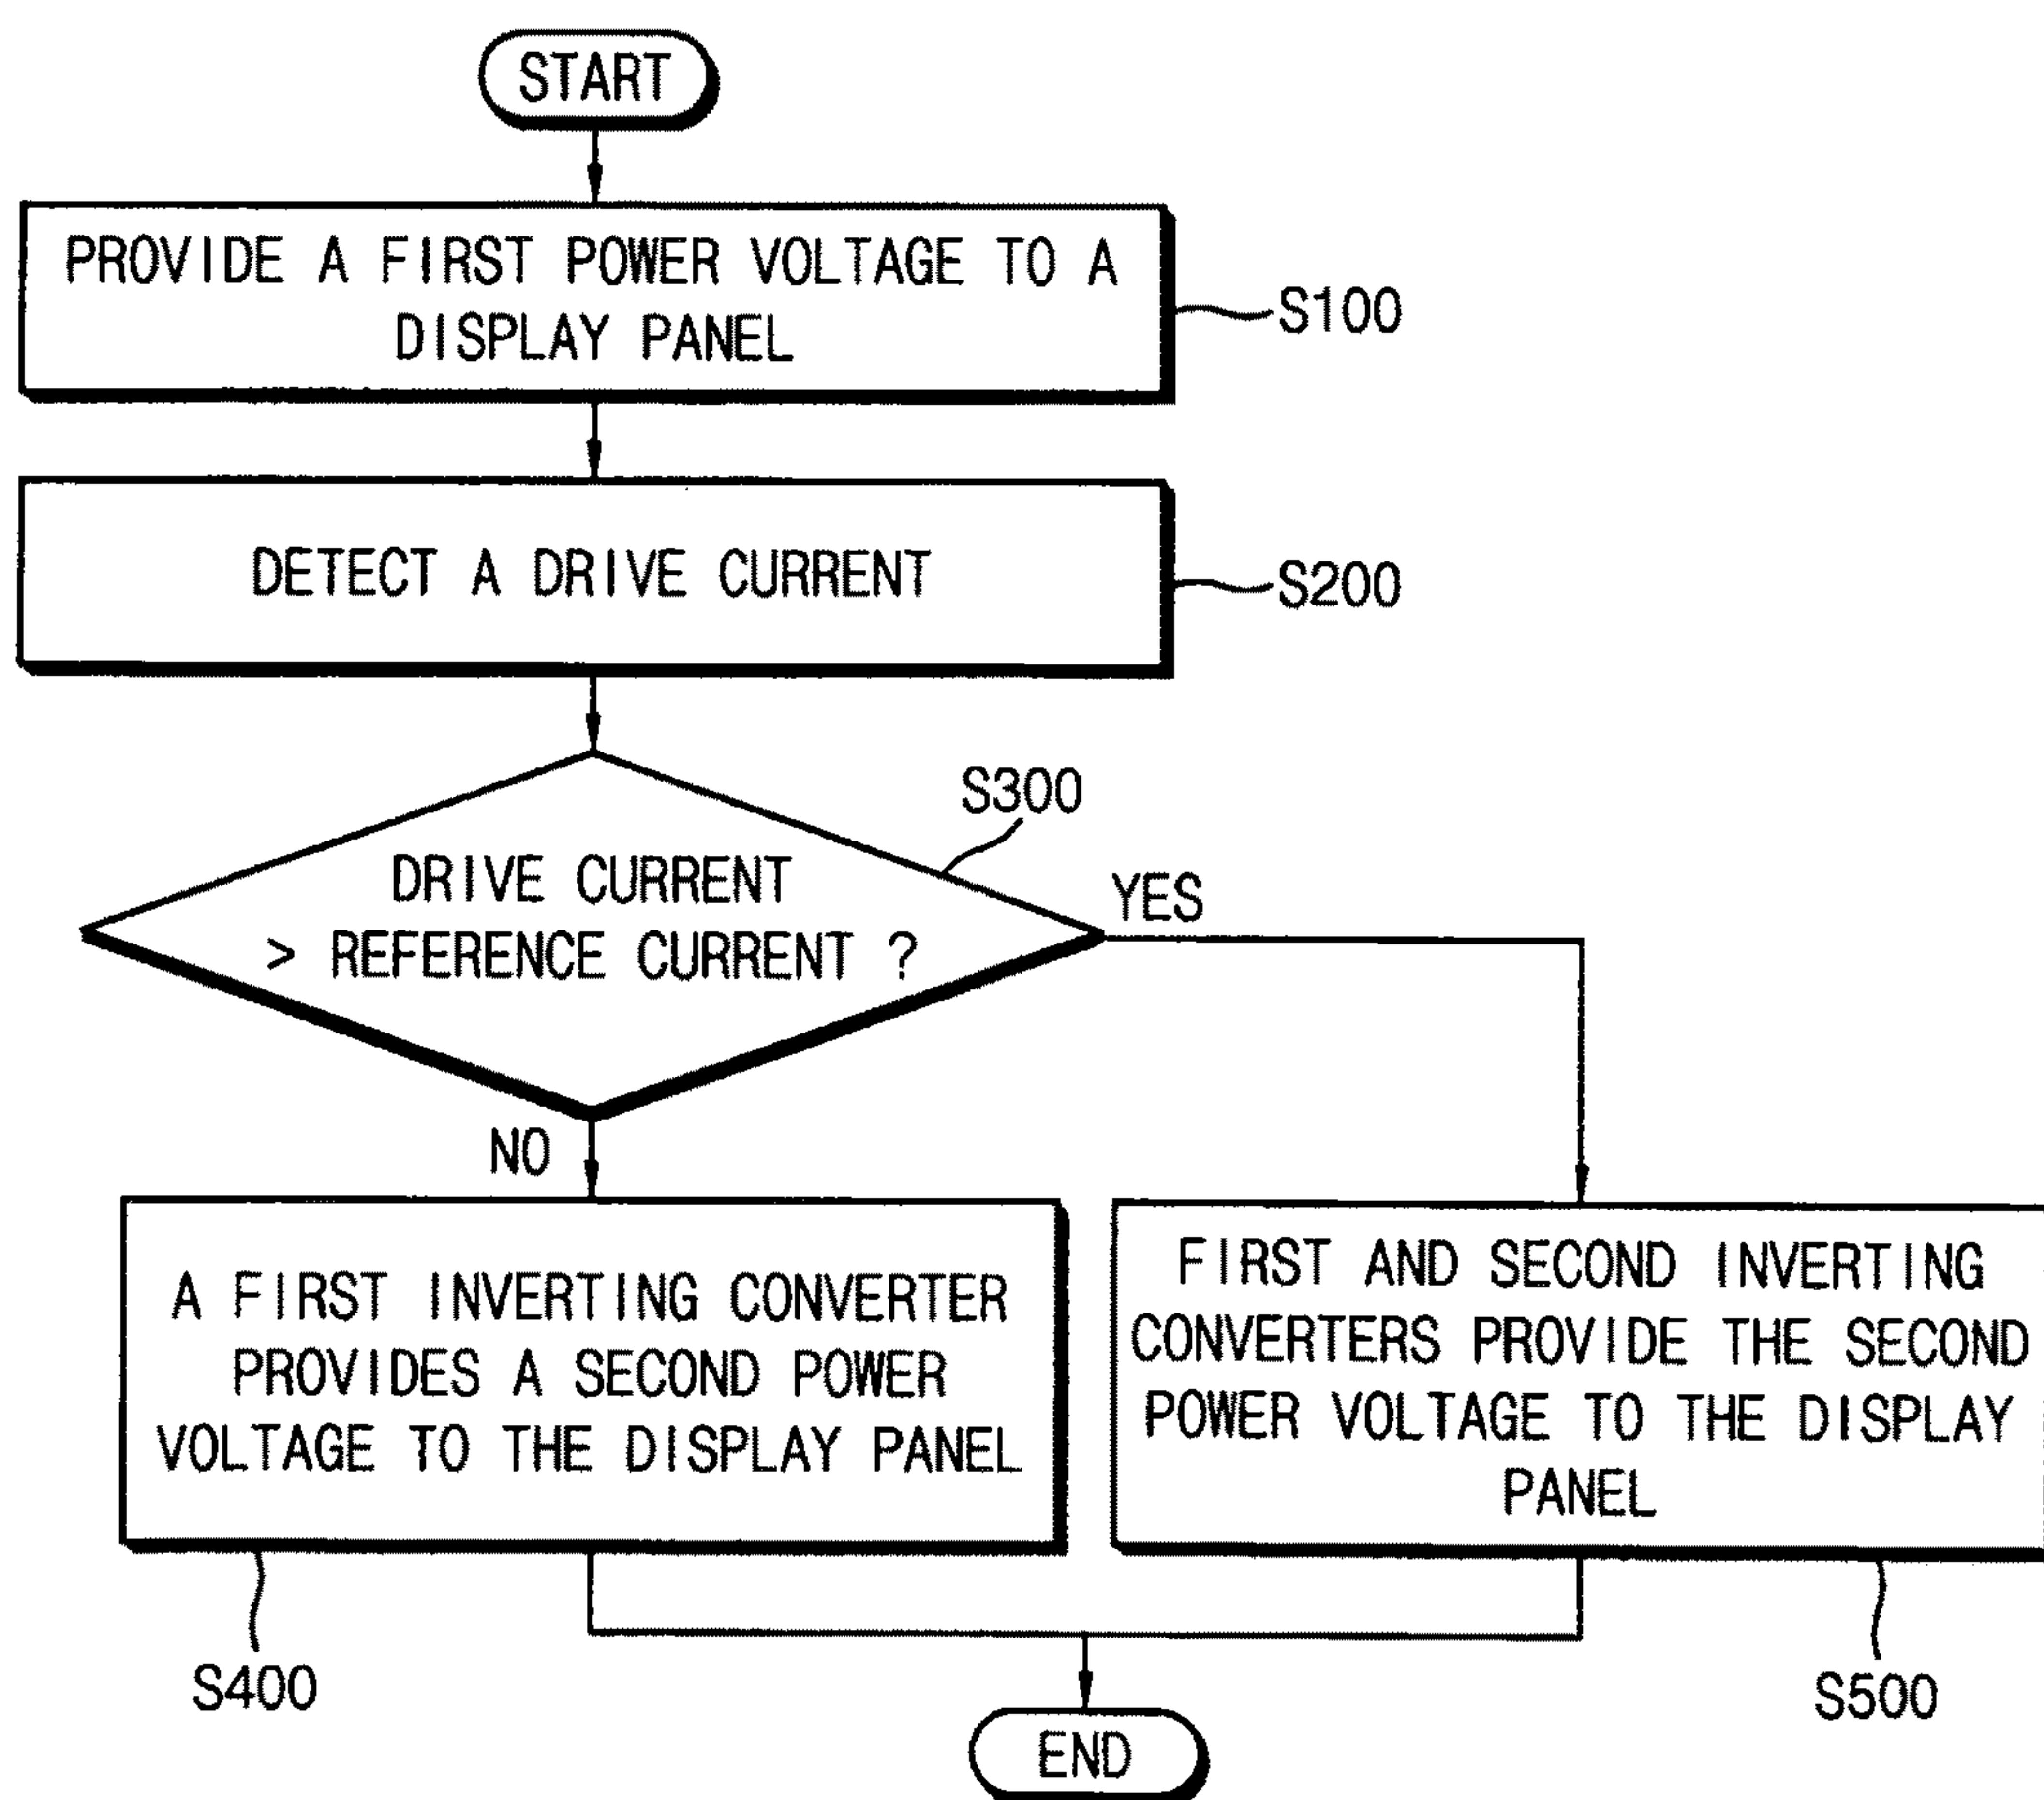 START
PROVIDE A FIRST POWER VOLTAGE TO A
DISPLAY PANEL
S100
DETECT A DRIVE CURRENT
S200
S300
DRIVE CURRENT
> REFERENCE CURRENT ?
YES
NO
A FIRST INVERTING CONVERTER
PROVIDES A SECOND POWER
VOLTAGE TO THE DISPLAY PANEL
S400
FIRST AND SECOND INVERTING
CONVERTERS PROVIDE THE SECOND
POWER VOLTAGE TO THE DISPLAY
PANEL
S500
END